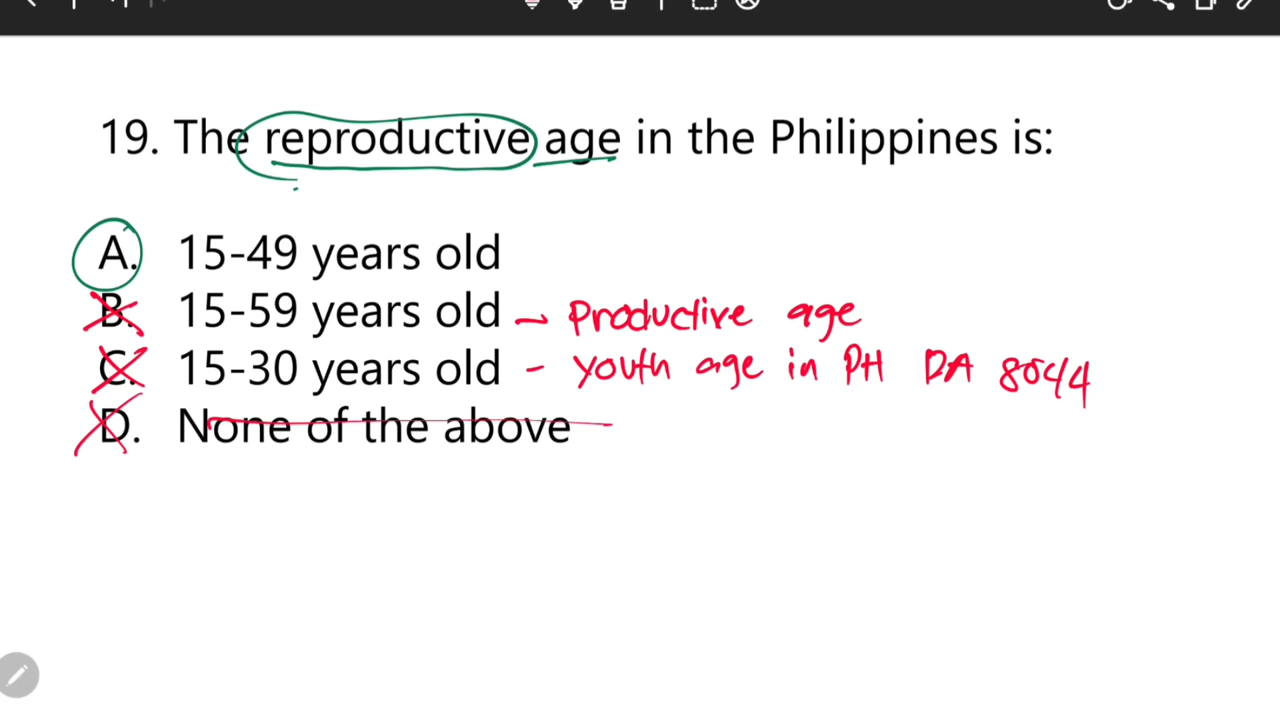 19. The reproductive age in the Philippines is:
A. 15-49 years old
B. 15-59 years old - Productive age
C. 15-30 years old - youth age in PH DA 8044
D. None of the above